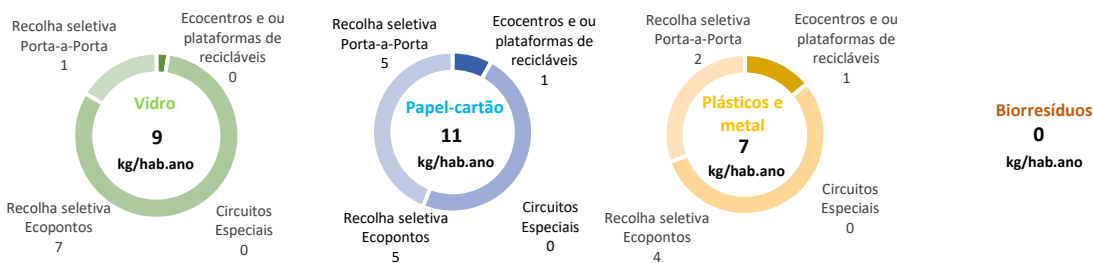 Recolha seletiva
Porta-a-Porta
1
Ecocentros e ou
plataformas de
recicláveis
0
Vidro
9
kg/hab.ano
Recolha seletiva
Ecopontos
7
Circuitos
Especiais
0
Recolha seletiva
Porta-a-Porta
5
Ecocentros e ou
plataformas de
recicláveis
1
Papel-cartão
11
kg/hab.ano
Recolha seletiva
Ecopontos
5
Circuitos
Especiais
0
Recolha seletiva
Porta-a-Porta
2
Ecocentros e ou
plataformas de
recicláveis
1
Plásticos e
metal
7
kg/hab.ano
Recolha seletiva
Ecopontos
4
Circuitos
Especiais
0
Biorresíduos
0
kg/hab.ano